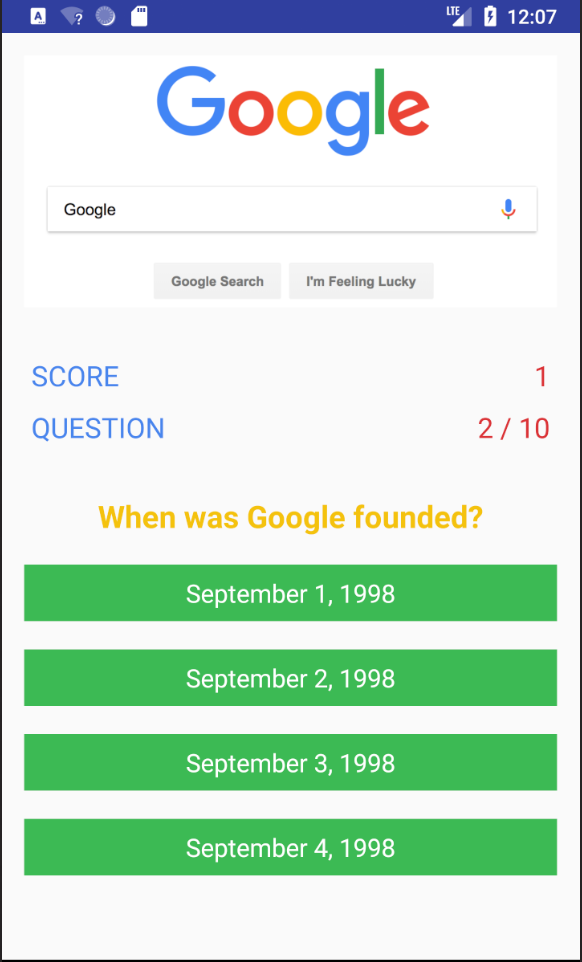 A
?
LTE
12:07
Google
Google
Google Search
I'm Feeling Lucky
SCORE 1
QUESTION 2 / 10
When was Google founded?
September 1, 1998
September 2, 1998
September 3, 1998
September 4, 1998